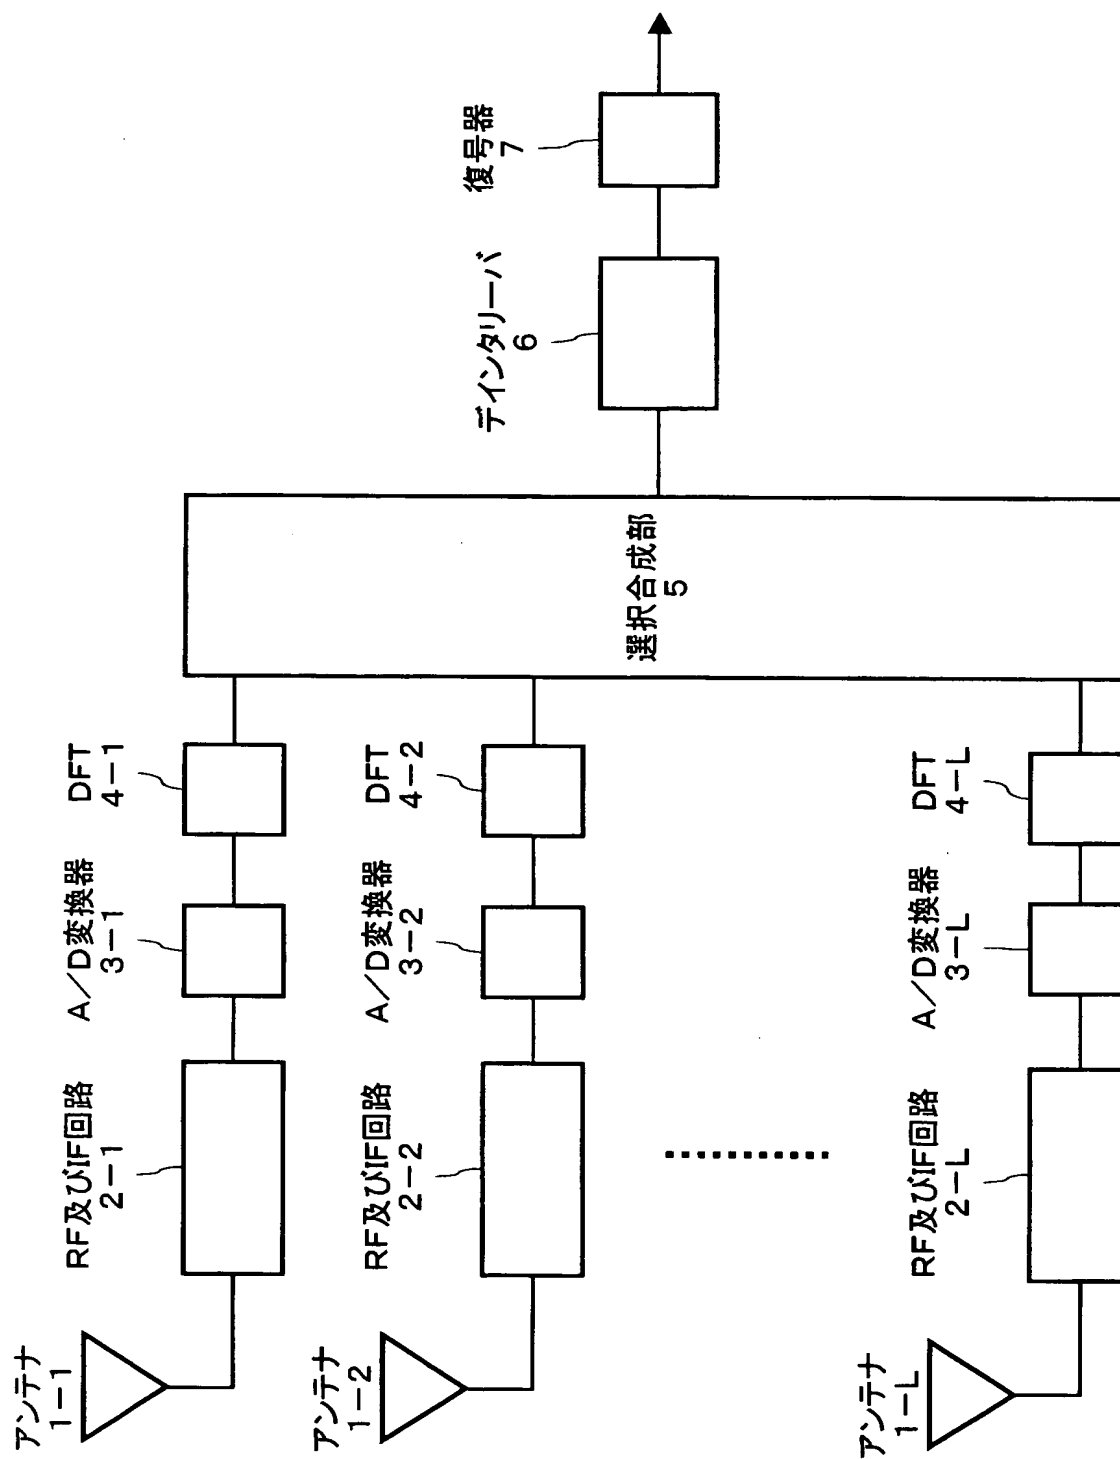 アンテナ
1－1
RF及びIF回路
2－1
A／D変換器
3－1
DFT
4－1
アンテナ
1－2
RF及びIF回路
2－2
A／D変換器
3－2
DFT
4－2
アンテナ
1－L
RF及びIF回路
2－L
A／D変換器
3－L
DFT
4－L
選択合成部
5
デインタリーバ
6
復号器
7